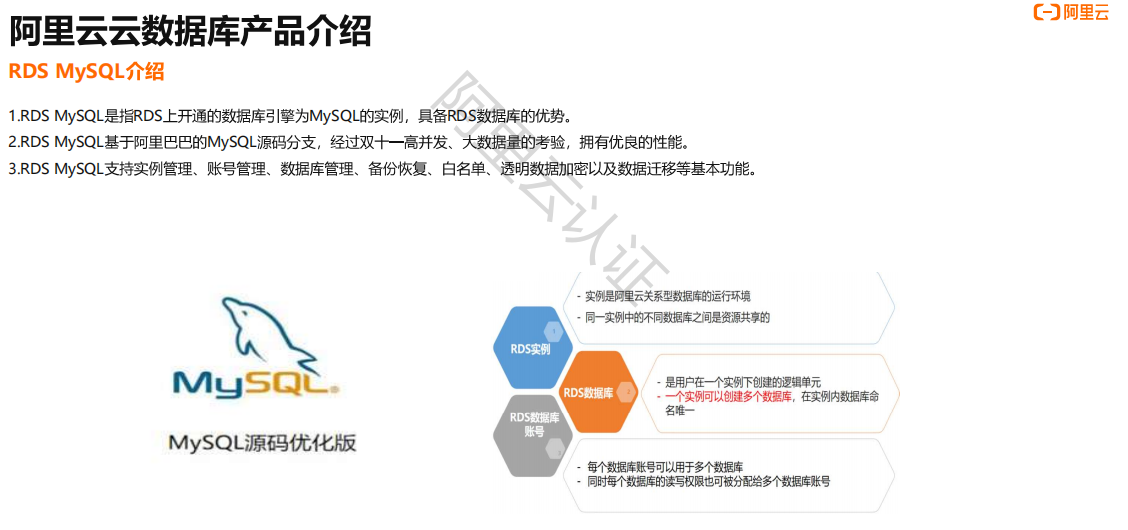 阿里云云数据库产品介绍
阿里云
RDS MySQL介绍
1.RDS MySQL是指RDS上开通的数据库引擎为MySQL的实例，具备RDS数据库的优势。
2.RDS MySQL基于阿里巴巴的MySQL源码分支，经过双十一高并发、大数据量的考验，拥有优良的性能。
3.RDS MySQL支持实例管理、账号管理、数据库管理、备份恢复、白名单、透明数据加密以及数据迁移等基本功能。
阿里云认证
MySQL®
MySQL源码优化版
RDS实例
- 实例是阿里云关系型数据库的运行环境
- 同一实例中的不同数据库之间是资源共享的
RDS数据库
- 是用户在一个实例下创建的逻辑单元
- 一个实例可以创建多个数据库，在实例内数据库命
名唯一
RDS数据库
账号
- 每个数据库账号可以用于多个数据库
- 同时每个数据库的读写权限也可被分配给多个数据库账号